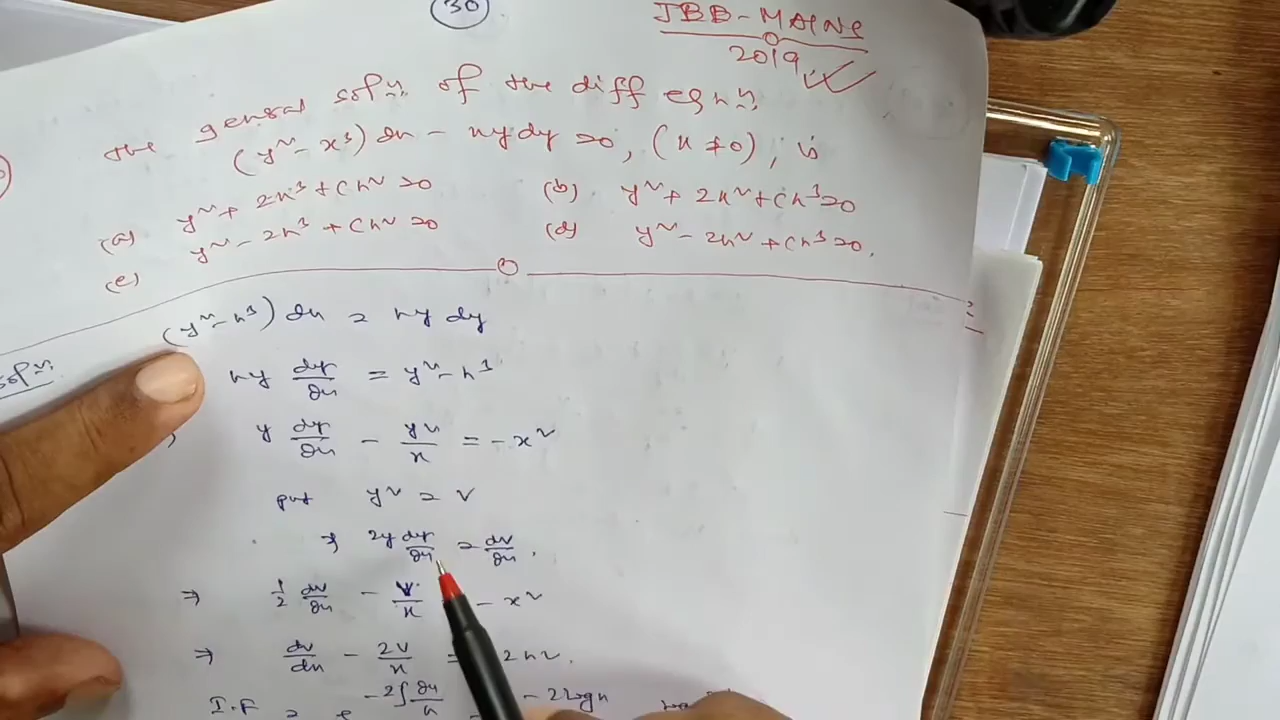 30
JEE-MAINS
2019
the general solⁿ. of the diff eqnⁿ.
(y² - x³) dx - xy dy = 0, (x ≠ 0), is
(a) y² + 2x³ + Cx² = 0 (b) y² + 2x² + Cx³ = 0
(c) y² - 2x³ + Cx² = 0 (d) y² - 2x² + Cx³ = 0.
solⁿ. (y² - x³) dx = xy dy
xy dy/dx = y² - x³
y dy/dx - y²/x = -x²
put y² = v
⇒ 2y dy/dx = dv/dx.
⇒ 1/2 dv/dx - v/x - x²
⇒ dv/dx - 2v/x = 2x².
I.F = e -2∫dx/x = -2logx